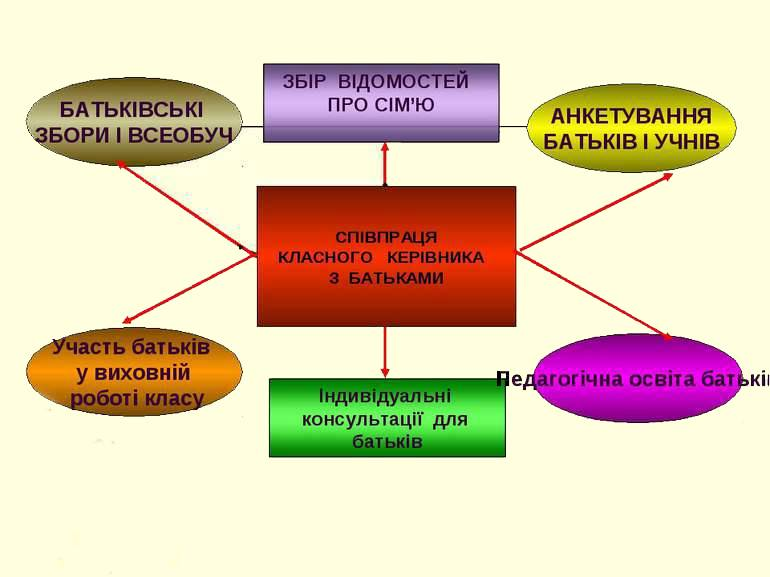 ЗБІР ВІДОМОСТЕЙ
ПРО СІМ'Ю
БАТЬКІВСЬКІ
ЗБОРИ І ВСЕОБУЧ
АНКЕТУВАННЯ
БАТЬКІВ І УЧНІВ
СПІВПРАЦЯ
КЛАСНОГО КЕРІВНИКА
З БАТЬКАМИ
Участь батьків
у виховній
роботі класу
Індивідуальні
консультації для
батьків
Педагогічна освіта